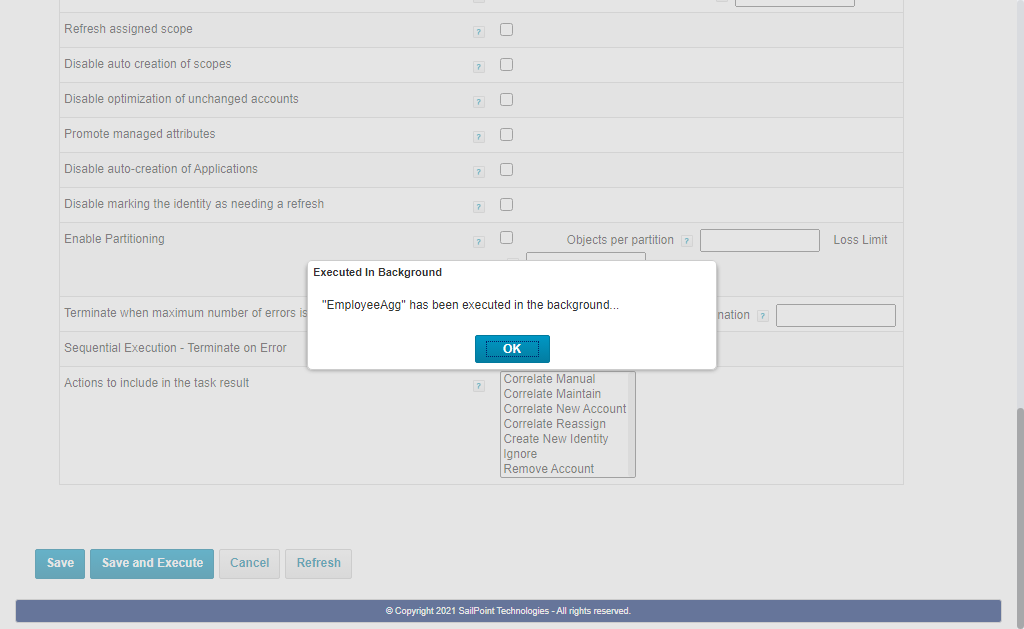 Refresh assigned scope ?
Disable auto creation of scopes ?
Disable optimization of unchanged accounts ?
Promote managed attributes ?
Disable auto-creation of Applications ?
Disable marking the identity as needing a refresh ?
Enable Partitioning ? Objects per partition ? Loss Limit
Executed In Background
"EmployeeAgg" has been executed in the background...
OK
Terminate when maximum number of errors is nation ?
Sequential Execution - Terminate on Error
Actions to include in the task result ?
Correlate Manual
Correlate Maintain
Correlate New Account
Correlate Reassign
Create New Identity
Ignore
Remove Account
Save Save and Execute Cancel Refresh
© Copyright 2021 SailPoint Technologies - All rights reserved.